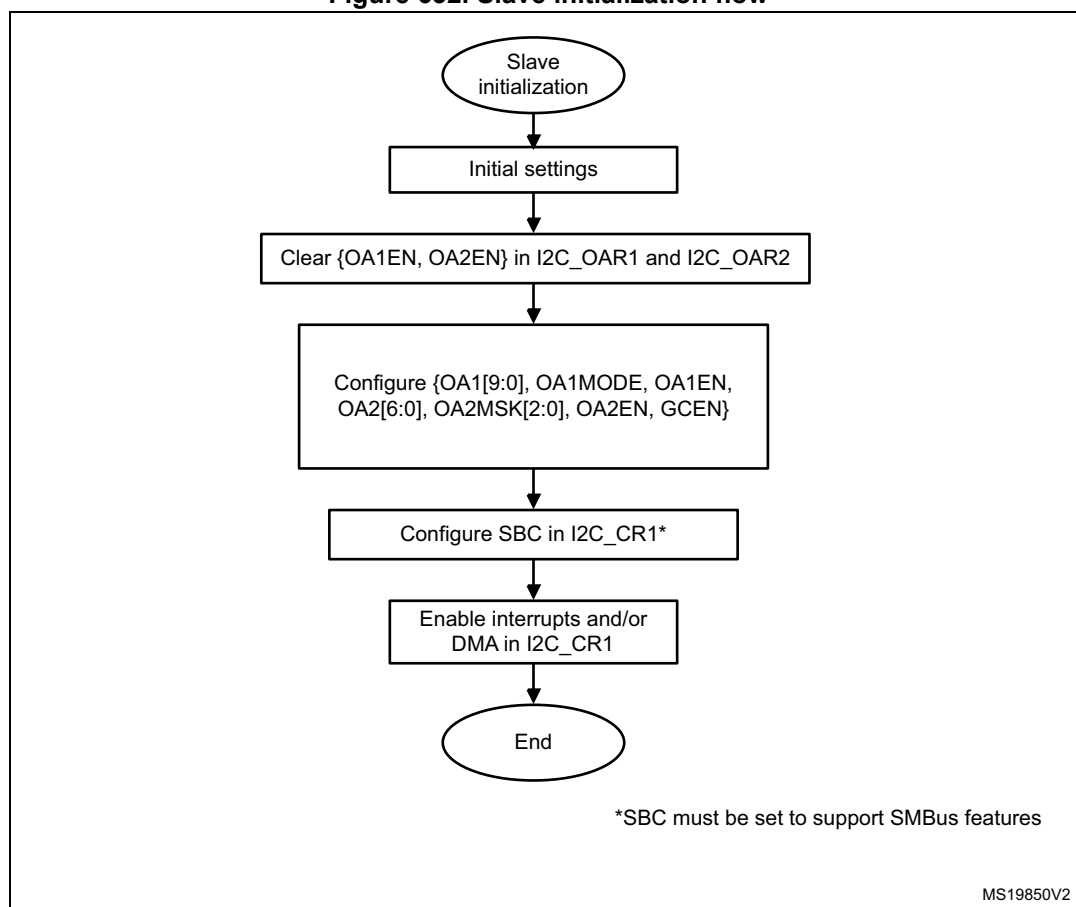 Slave
initialization
Initial settings
Clear {OA1EN, OA2EN} in I2C_OAR1 and I2C_OAR2
Configure {OA1[9:0], OA1MODE, OA1EN,
OA2[6:0], OA2MSK[2:0], OA2EN, GCEN}
Configure SBC in I2C_CR1*
Enable interrupts and/or
DMA in I2C_CR1
End
*SBC must be set to support SMBus features
MS19850V2